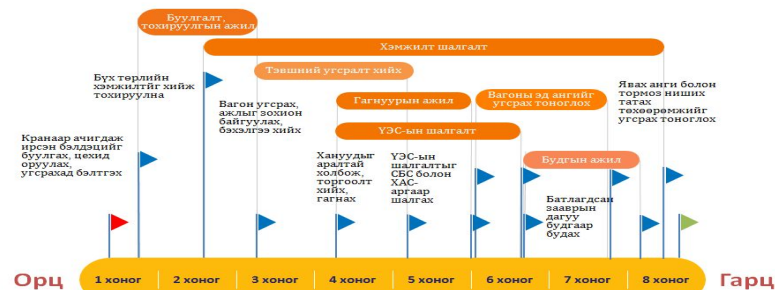 Буулгалт,
тохируулгын ажил
Хэмжилт шалгалт
Тэвшний угсралт хийх
Бүх төрлийн
хэмжилтийг хийж
тохируулна
Вагон угсрах,
ажлыг зохион
байгуулах,
бэхэлгээ хийх
Гагнуурын ажил
Вагоны эд ангийг
угсрах тоноглох
Явах анги болон
тормоз ниших
татах
төхөөрөмжийг
угсрах тоноглох
ҮЭС-ын шалгалт
Кранаар ачигдаж
ирсэн бэлдэцийг
буулгах, цехид
оруулах,
угсрахад бэлтгэх
Хануудыг
аралтай
холбож,
торгоолт
хийх,
гагнах
ҮЭС-ын
шалгалтыг
СБС болон
ХАС-
аргаар
шалгах
Будгын ажил
Батлагдсан
зааврын
дагуу
будгаар
будах
Орц
1 хоног
2 хоног
3 хоног
4 хоног
5 хоног
6 хоног
7 хоног
8 хоног
Гарц